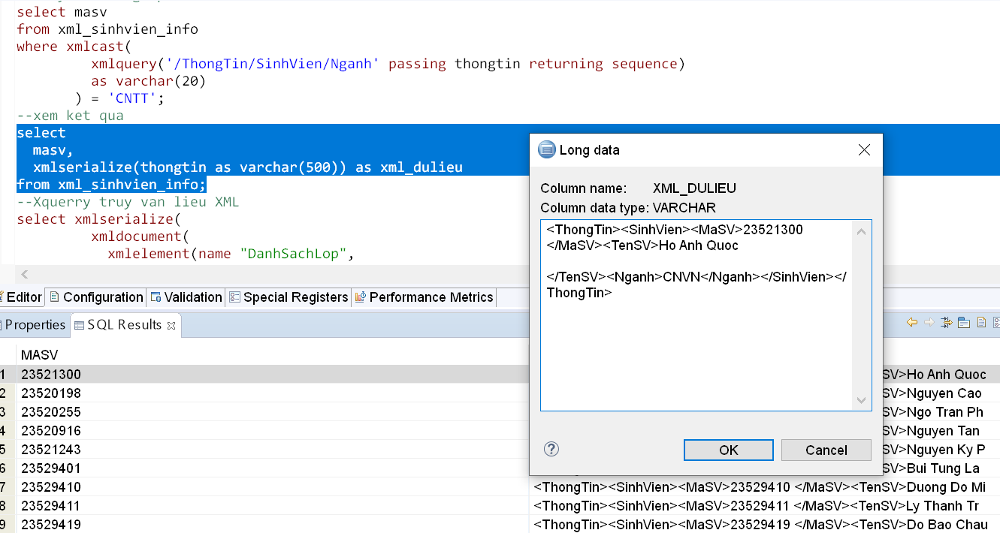 select masv
from xml_sinhvien_info
where xmlcast(
xmlquery('/ThongTin/SinhVien/Nganh' passing thongtin returning sequence)
as varchar(20)
) = 'CNTT';
--xem ket qua
select
masv,
xmlserialize(thongtin as varchar(500)) as xml_dulieu
from xml_sinhvien_info;
--Xquerry truy van lieu XML
select xmlserialize(
xmldocument(
xmlelement(name "DanhSachLop",
Long data
Column name: XML_DULIEU
Column data type: VARCHAR
<ThongTin><SinhVien><MaSV>23521300
</MaSV><TenSV>Ho Anh Quoc
</TenSV><Nganh>CNVN</Nganh></SinhVien></
ThongTin>
OK Cancel
Editor Configuration Validation Special Registers Performance Metrics
Properties SQL Results
MASV
1 23521300 SV>Ho Anh Quoc
2 23520198 SV>Nguyen Cao
3 23520255 SV>Ngo Tran Ph
4 23520916 SV>Nguyen Tan
5 23521243 SV>Nguyen Ky P
6 23529401 SV>Bui Tung La
7 23529410 <ThongTin><SinhVien><MaSV>23529410 </MaSV><TenSV>Duong Do Mi
8 23529411 <ThongTin><SinhVien><MaSV>23529411 </MaSV><TenSV>Ly Thanh Tr
9 23529419 <ThongTin><SinhVien><MaSV>23529419 </MaSV><TenSV>Do Bao Chau